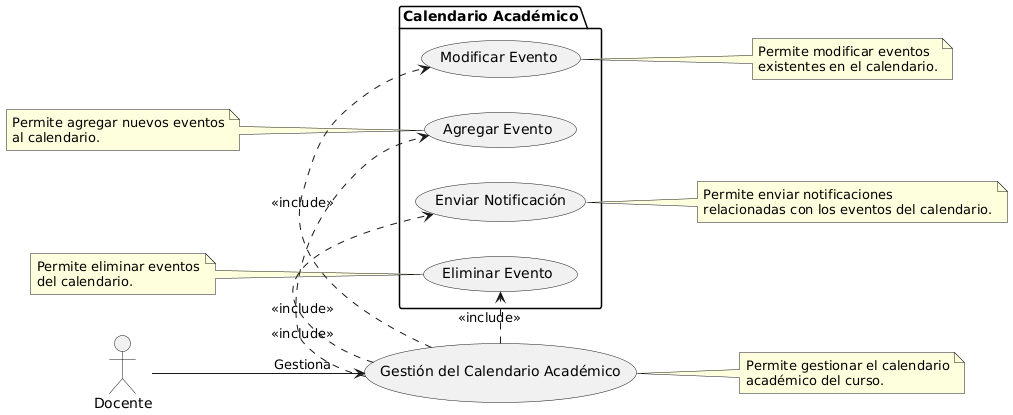 Calendario Académico
Modificar Evento
Permite modificar eventos
existentes en el calendario.
Permite agregar nuevos eventos
al calendario.
Agregar Evento
«include»
Enviar Notificación
Permite enviar notificaciones
relacionadas con los eventos del calendario.
Permite eliminar eventos
del calendario.
Eliminar Evento
«include»
«include»
«include»
Gestiona
Gestión del Calendario Académico
Permite gestionar el calendario
académico del curso.
Docente